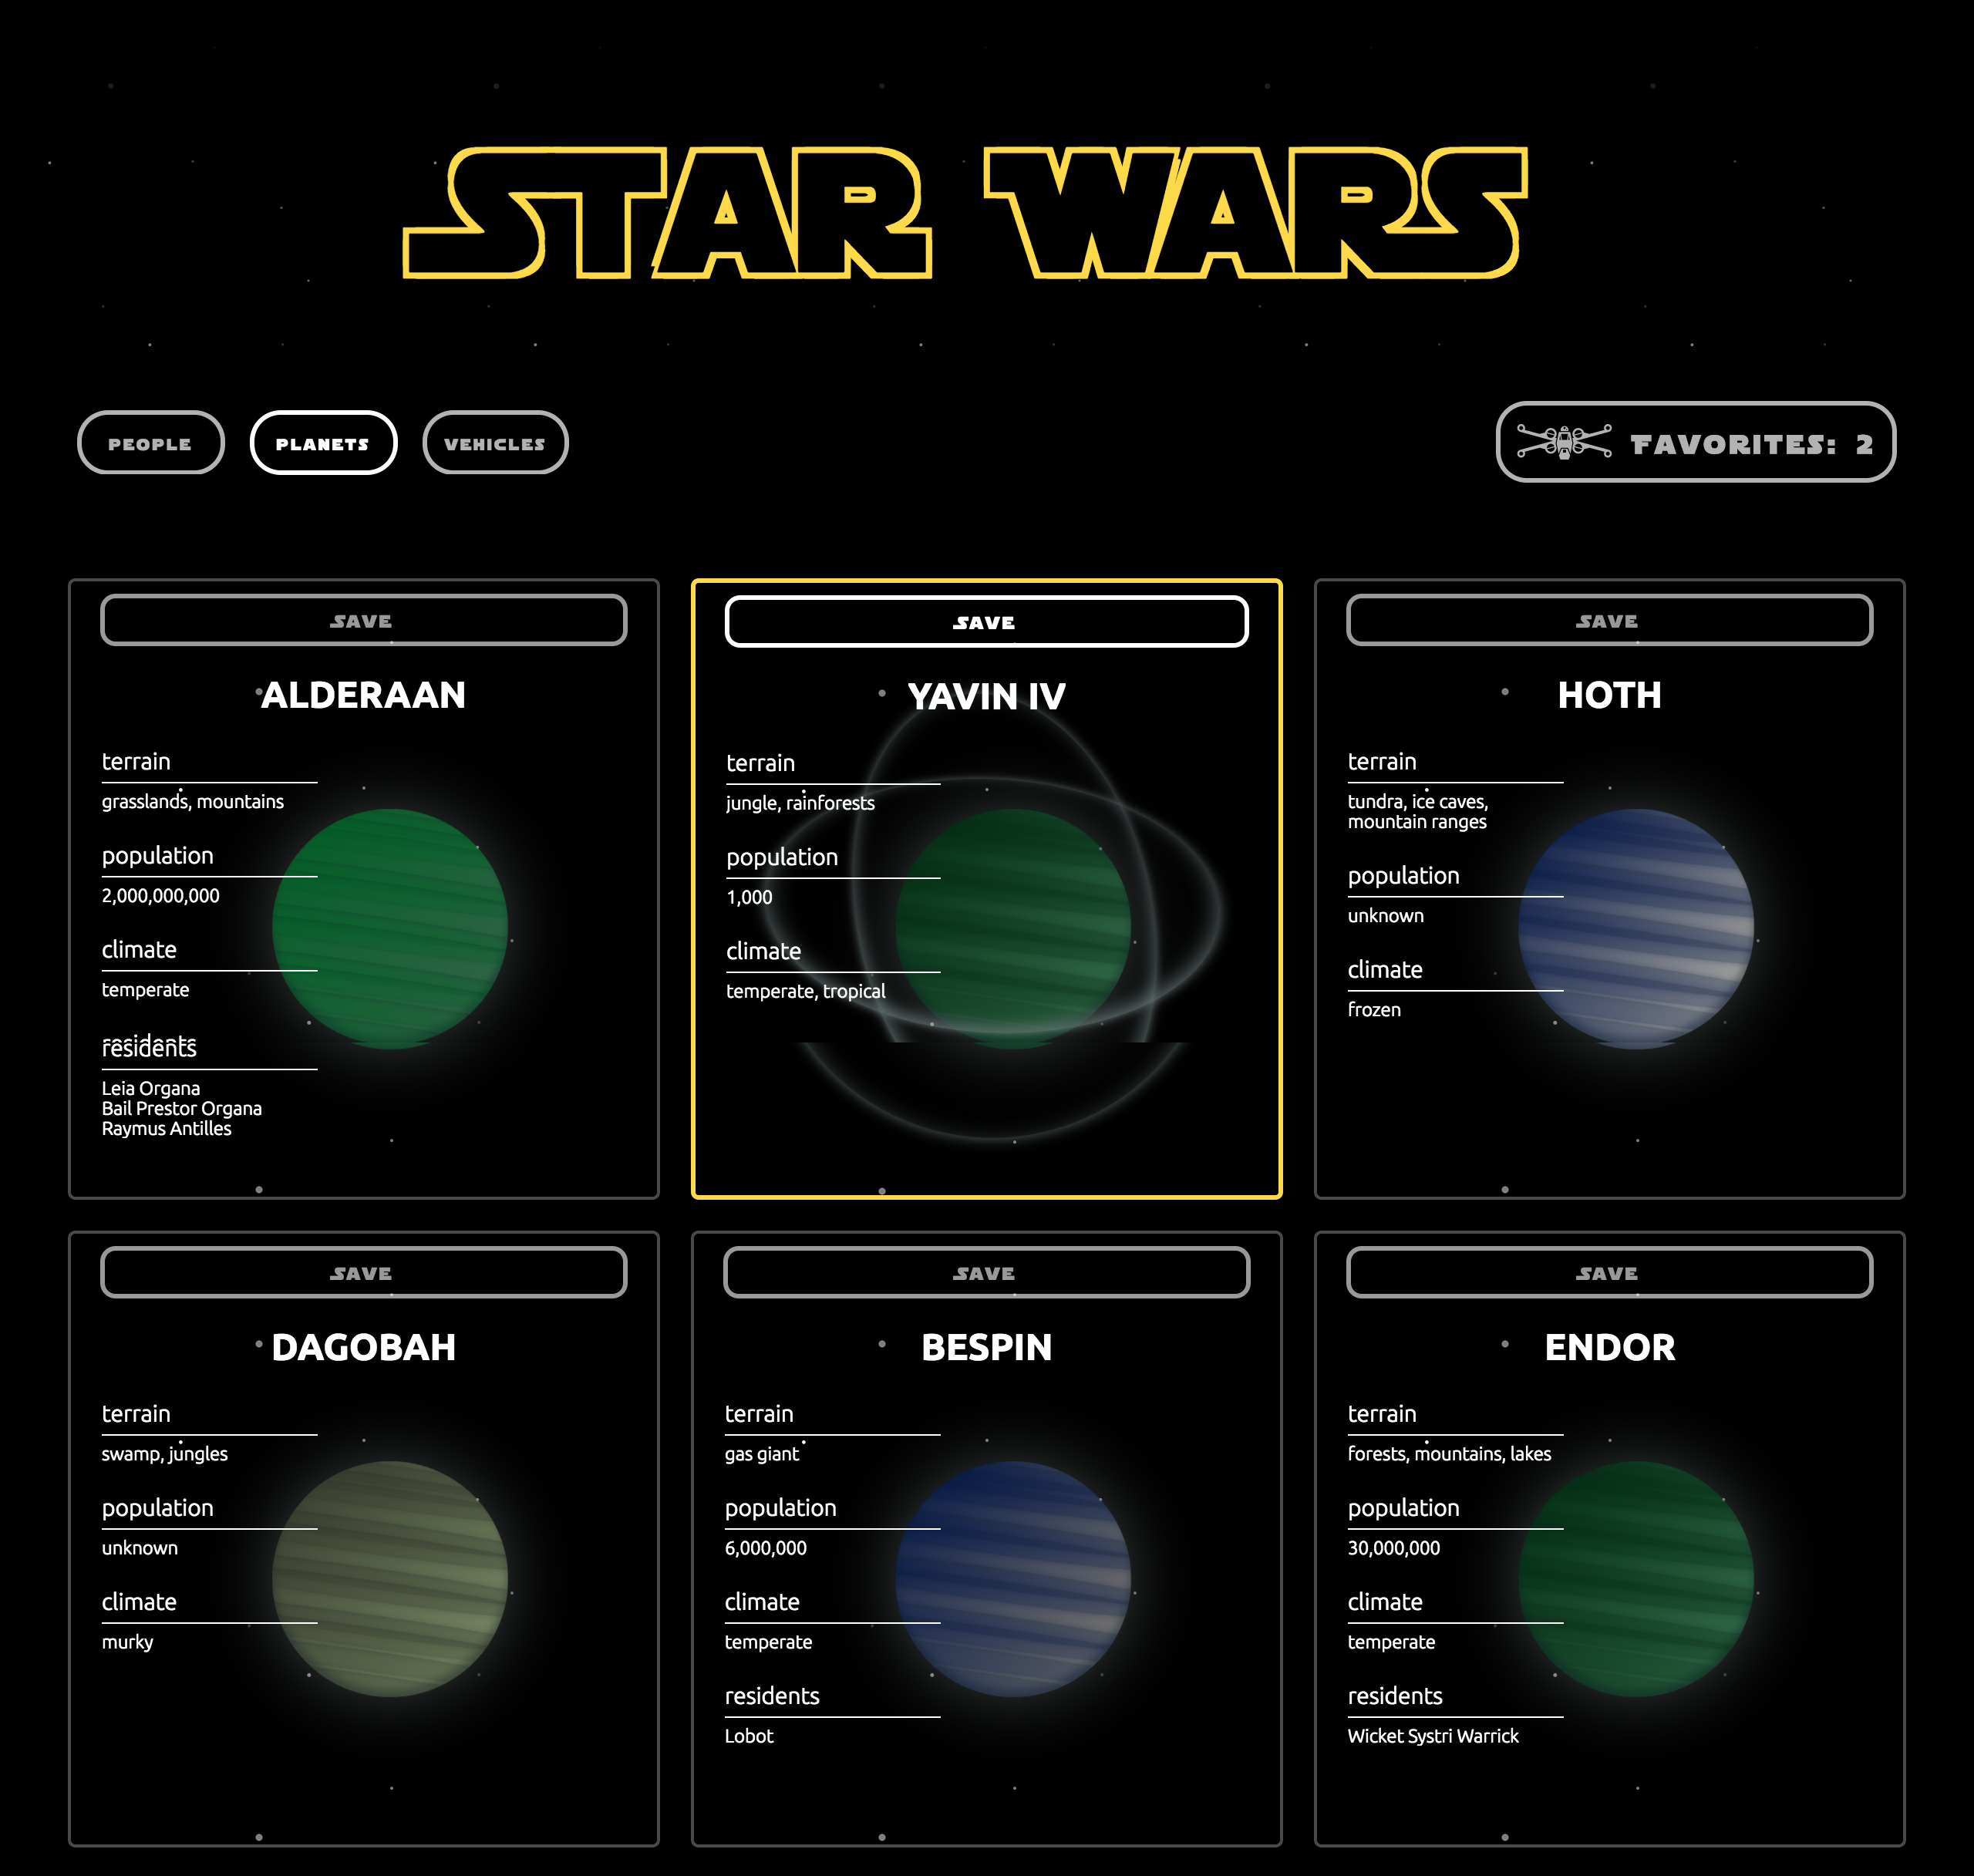 STAR WARS
PEOPLE
PLANETS
VEHICLES
FAVORITES: 2
SAVE
ALDERAAN
terrain
grasslands, mountains
population
2,000,000,000
climate
temperate
residents
Leia Organa
Bail Prestor Organa
Raymus Antilles
SAVE
YAVIN IV
terrain
jungle, rainforests
population
1,000
climate
temperate, tropical
SAVE
HOTH
terrain
tundra, ice caves,
mountain ranges
population
unknown
climate
frozen
SAVE
DAGOBAH
terrain
swamp, jungles
population
unknown
climate
murky
SAVE
BESPIN
terrain
gas giant
population
6,000,000
climate
temperate
residents
Lobot
SAVE
ENDOR
terrain
forests, mountains, lakes
population
30,000,000
climate
temperate
residents
Wicket Systri Warrick